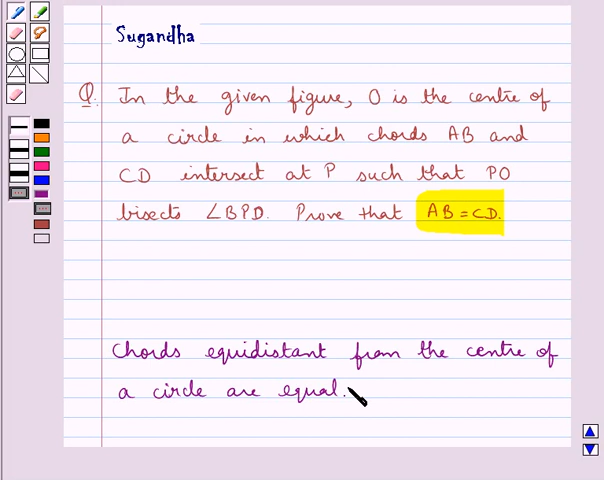 Sugandha
Q. In the given figure, O is the centre of
a circle in which chords AB and
CD intersect at P such that PO
bisects ∠BPD. Prove that AB = CD.
Chords equidistant from the centre of
a circle are equal.